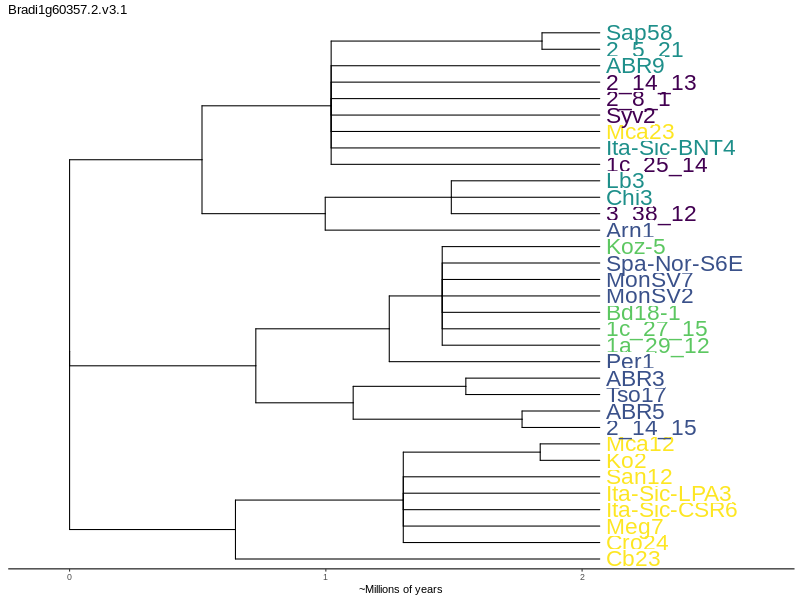 Bradi1g60357.2.v3.1
Sap58
2_5_21
ABR9
2_14_13
2_8_1
Syv2
Mca23
Ita-Sic-BNT4
1c_25_14
Lb3
Chi3
3_38_12
Arn1
Koz-5
Spa-Nor-S6E
MonSV7
MonSV2
Bd18-1
1c_27_15
1a_29_12
Per1
ABR3
Tso17
ABR5
2_14_15
Mca12
Ko2
San12
Ita-Sic-LPA3
Ita-Sic-CSR6
Meg7
Cro24
Cb23
0 1 2
~Millions of years